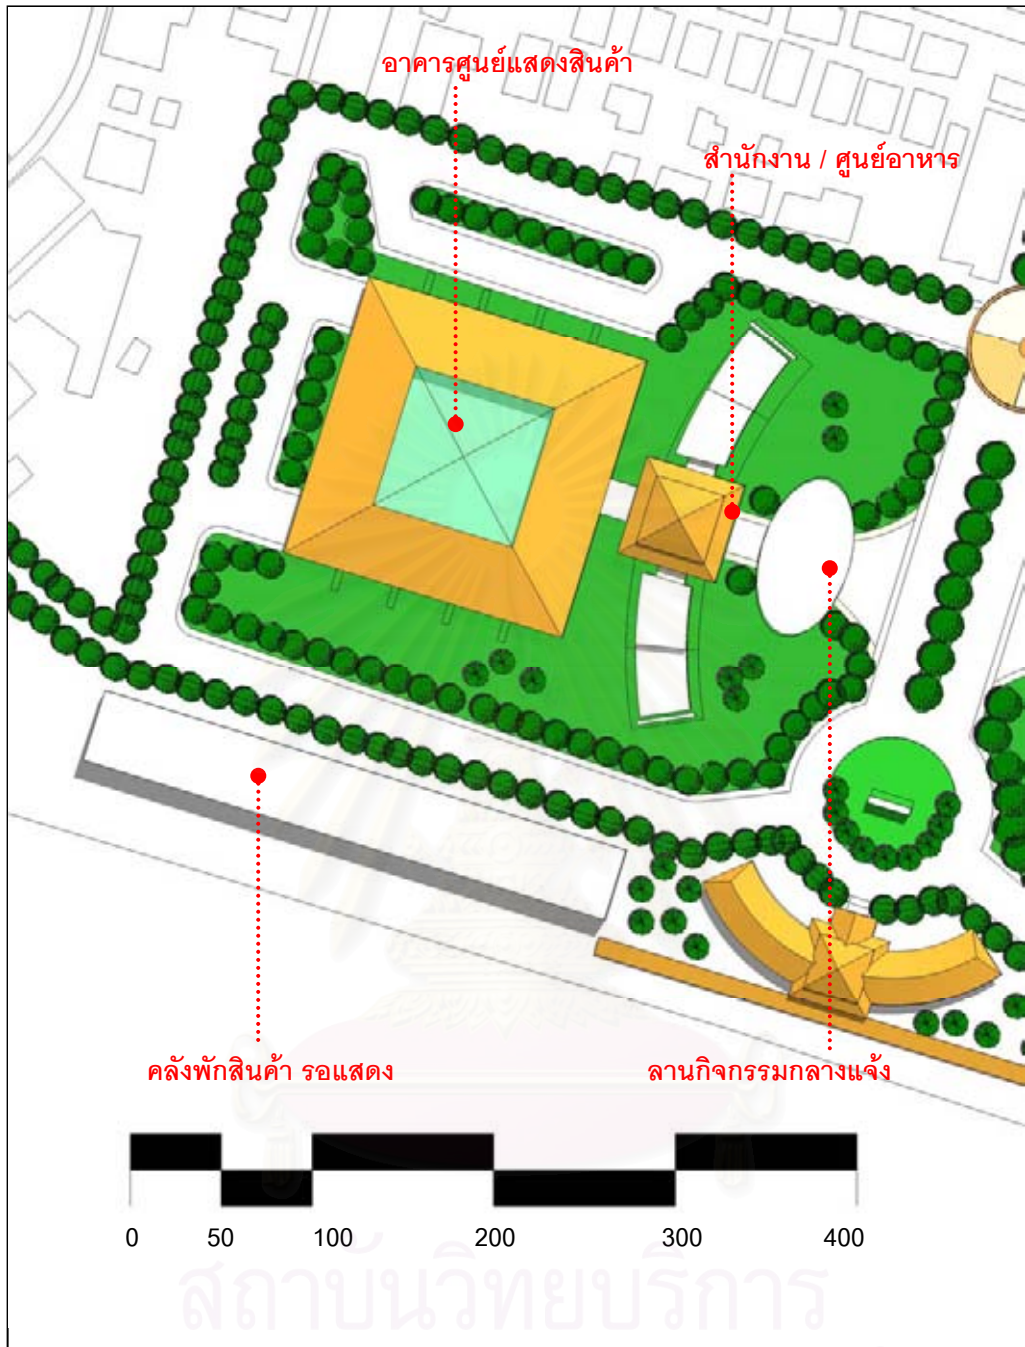 อาคารศูนย์แสดงสินค้า
สำนักงาน / ศูนย์อาหาร
คลังพักสินค้า รอแสดง
ลานกิจกรรมกลางแจ้ง
0 50 100 200 300 400
สถาบันวิทยบริการ